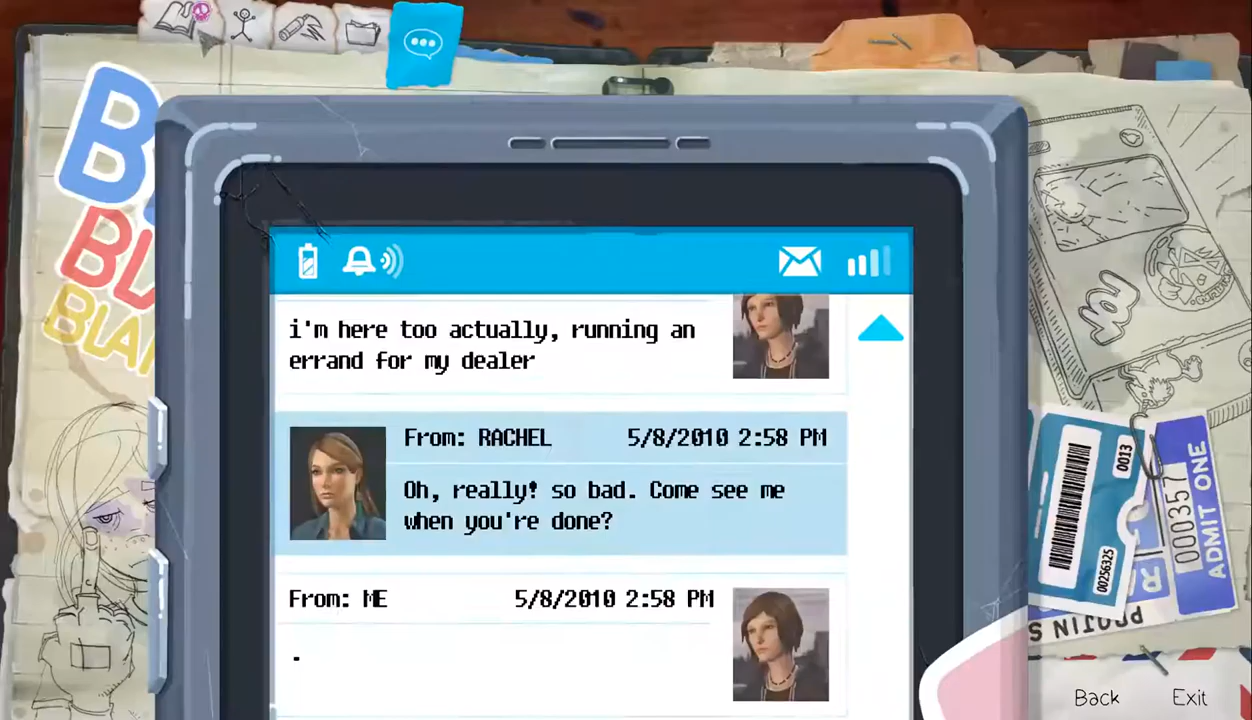 i'm here too actually, running an
errand for my dealer
From: RACHEL 5/8/2010 2:58 PM
Oh, really! so bad. Come see me
when you're done?
From: ME 5/8/2010 2:58 PM
.
0013
00256325
000357
ADMIT ONE
Back
Exit